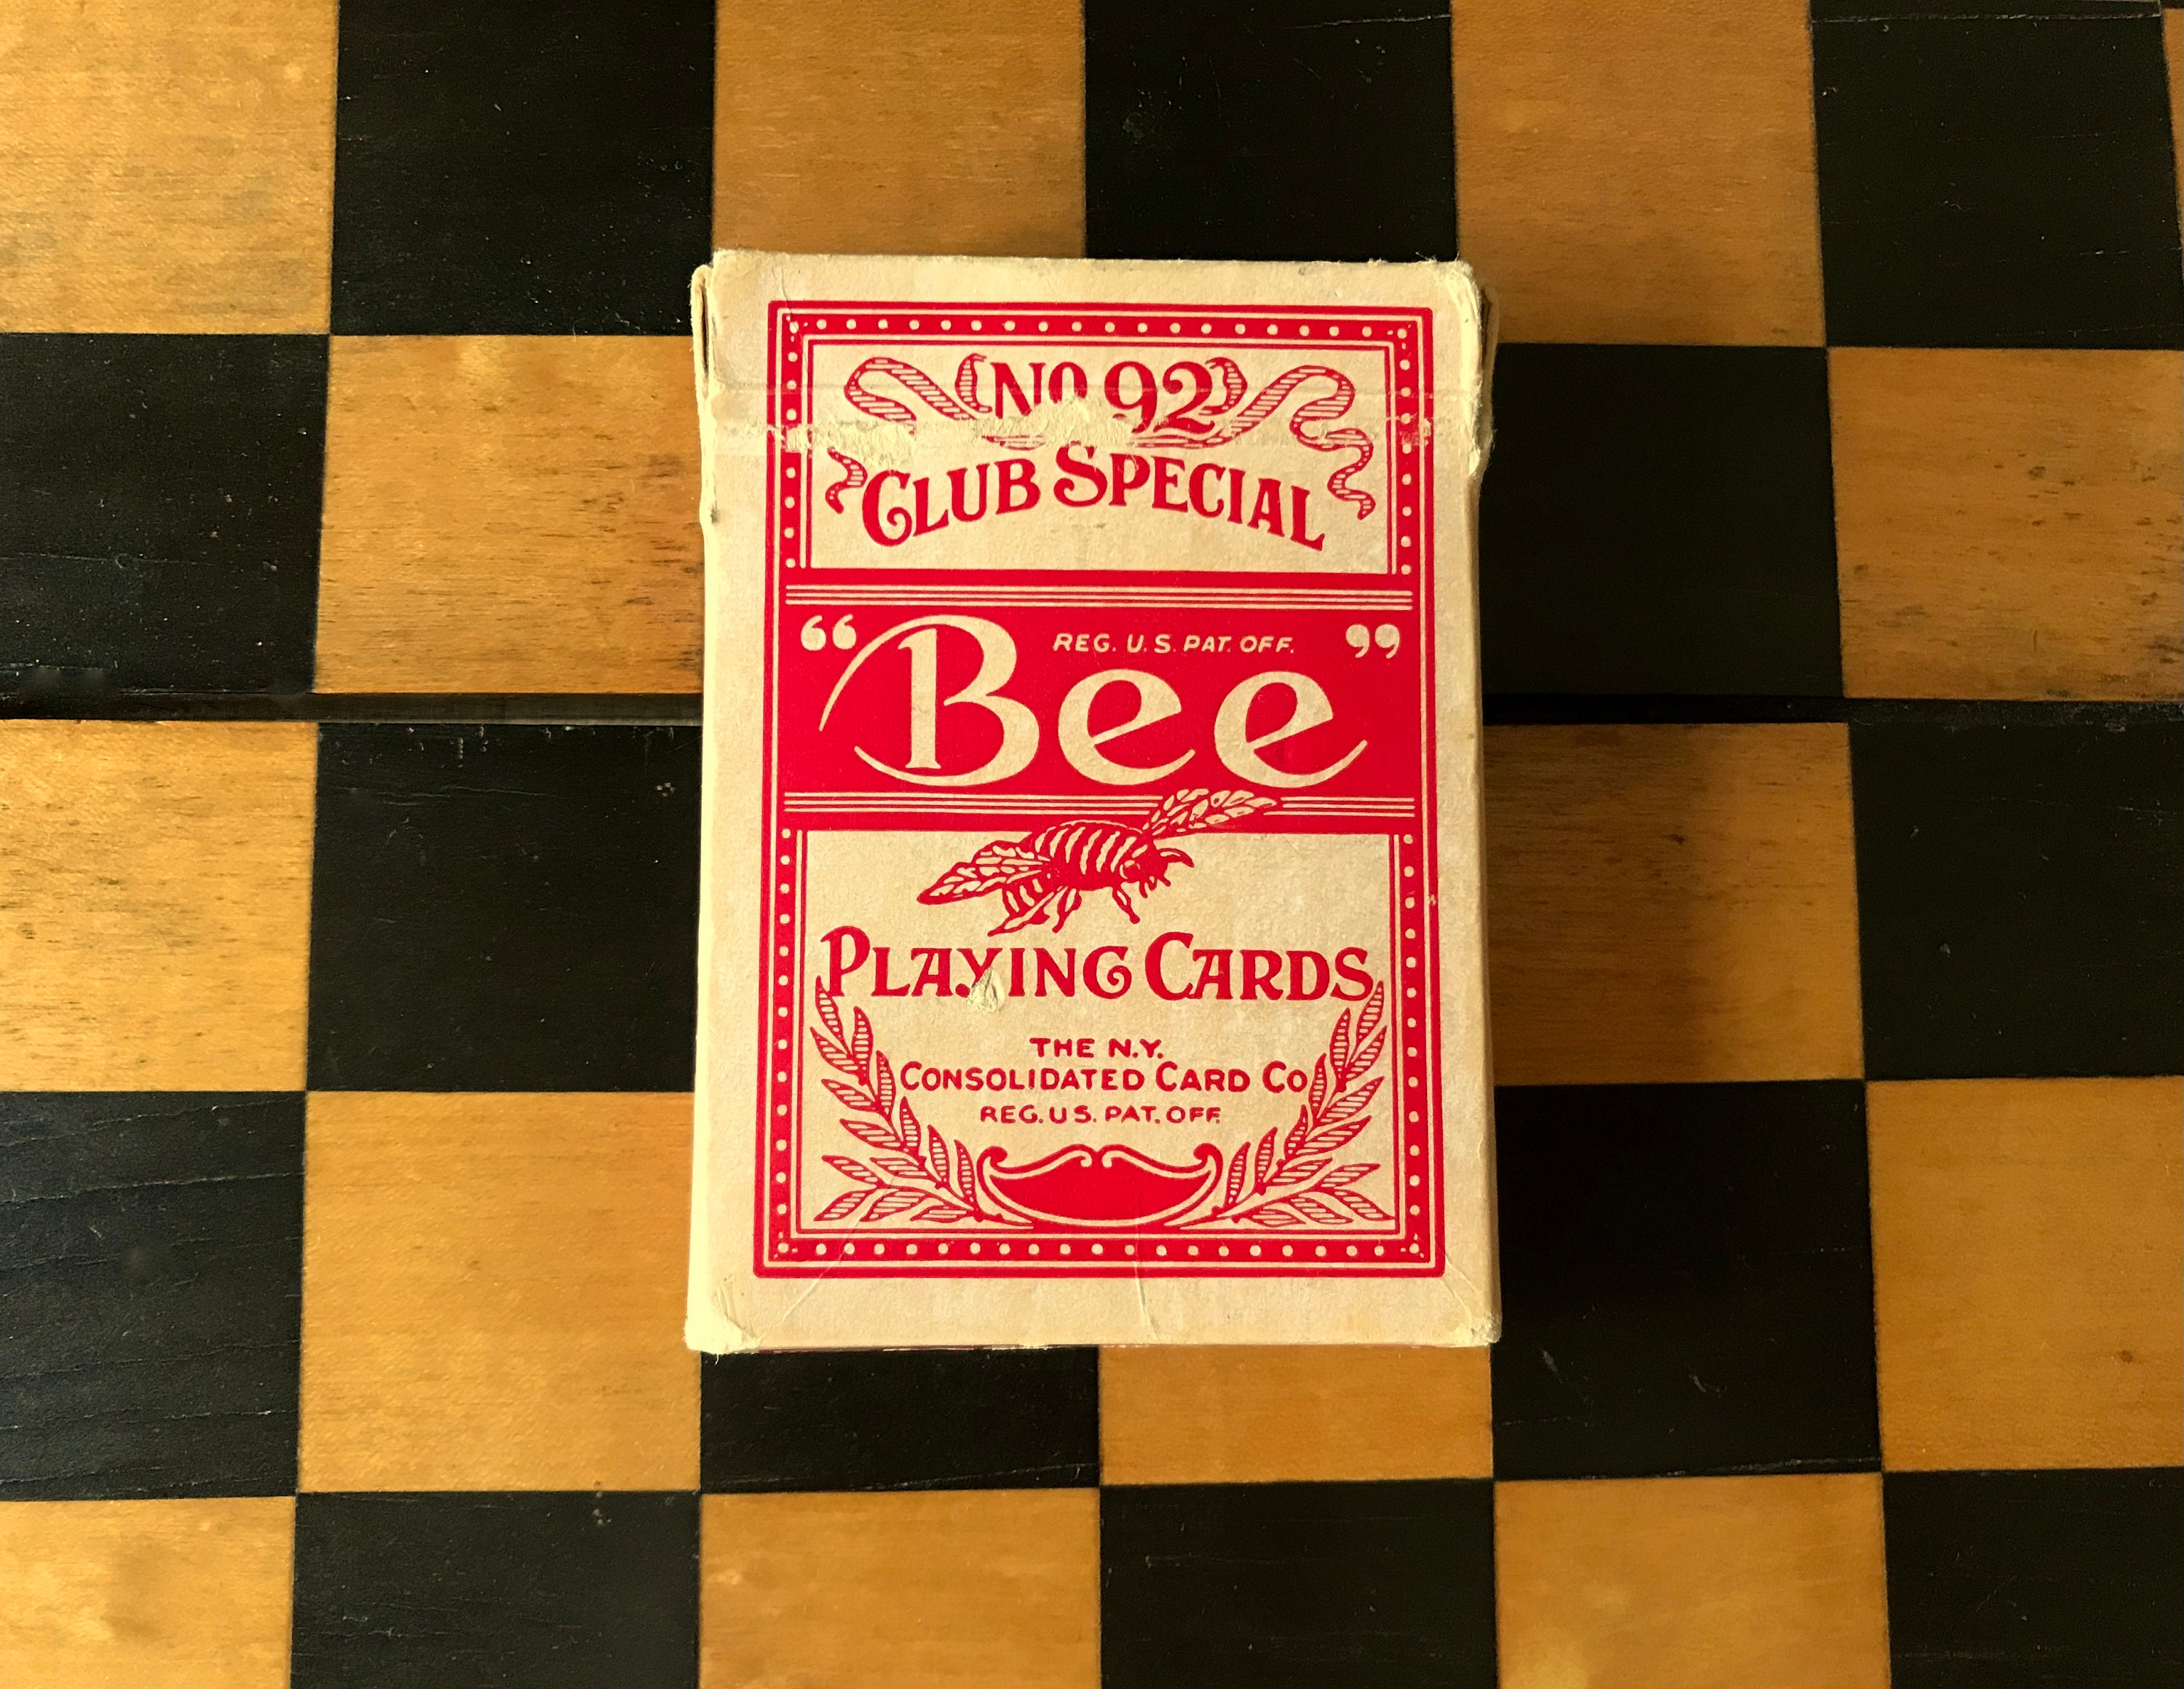 No 92
CLUB SPECIAL
“Bee”
REG. U.S. PAT. OFF.
PLAYING CARDS
THE N.Y.
CONSOLIDATED CARD CO
REG. U.S. PAT. OFF.